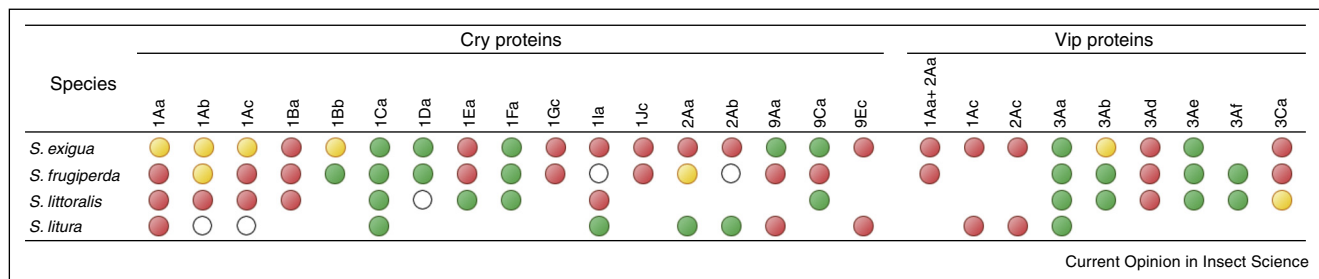 Cry proteins Vip proteins
Species
1Aa 1Ab 1Ac 1Ba 1Bb 1Ca 1Da 1Ea 1Fa 1Gc 1Ia 1Jc 2Aa 2Ab 9Aa 9Ca 9Ec 1Aa+ 2Aa 1Ac 2Ac 3Aa 3Ab 3Ad 3Ae 3Af 3Ca
S. exigua
S. frugiperda
S. littoralis
S. litura
Current Opinion in Insect Science